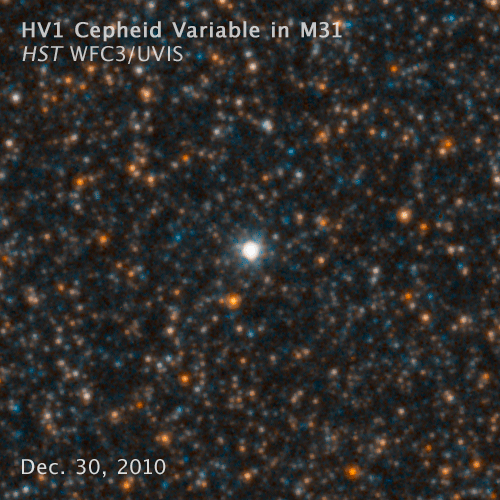 HV1 Cepheid Variable in M31
HST WFC3/UVIS
Dec. 30, 2010